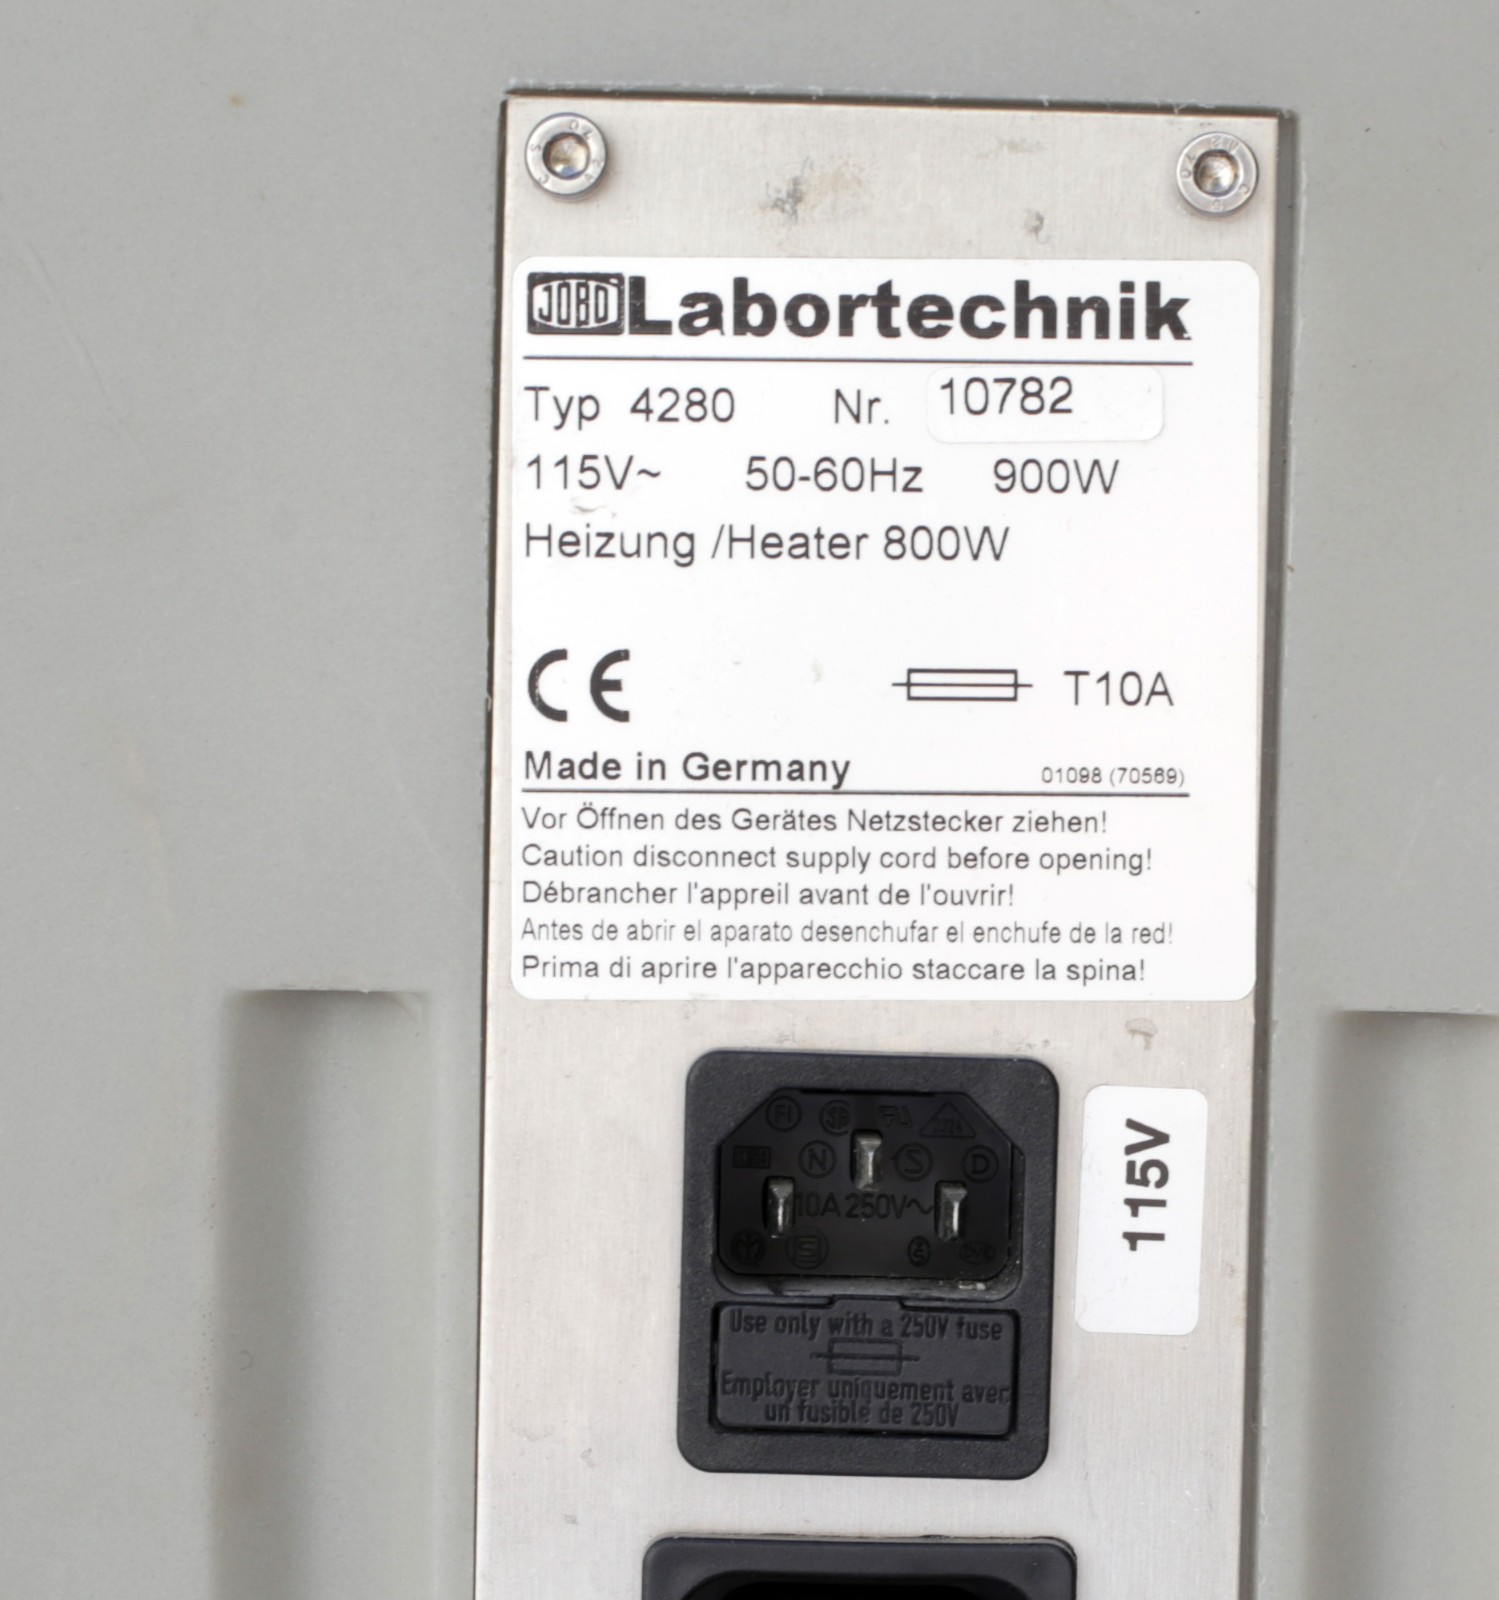 JOBO Labortechnik
Typ 4280 Nr. 10782
115V~ 50-60Hz 900W
Heizung /Heater 800W
CE T10A
Made in Germany 01098 (70569)
Vor Öffnen des Gerätes Netzstecker ziehen!
Caution disconnect supply cord before opening!
Débrancher l'appreil avant de l'ouvrir!
Antes de abrir el aparato desenchufar el enchufe de la red!
Prima di aprire l'apparecchio staccare la spina!
115V
FI
N S D
10A 250V~
Use only with a 250V fuse
Employer uniquement avec
un fusible de 250V